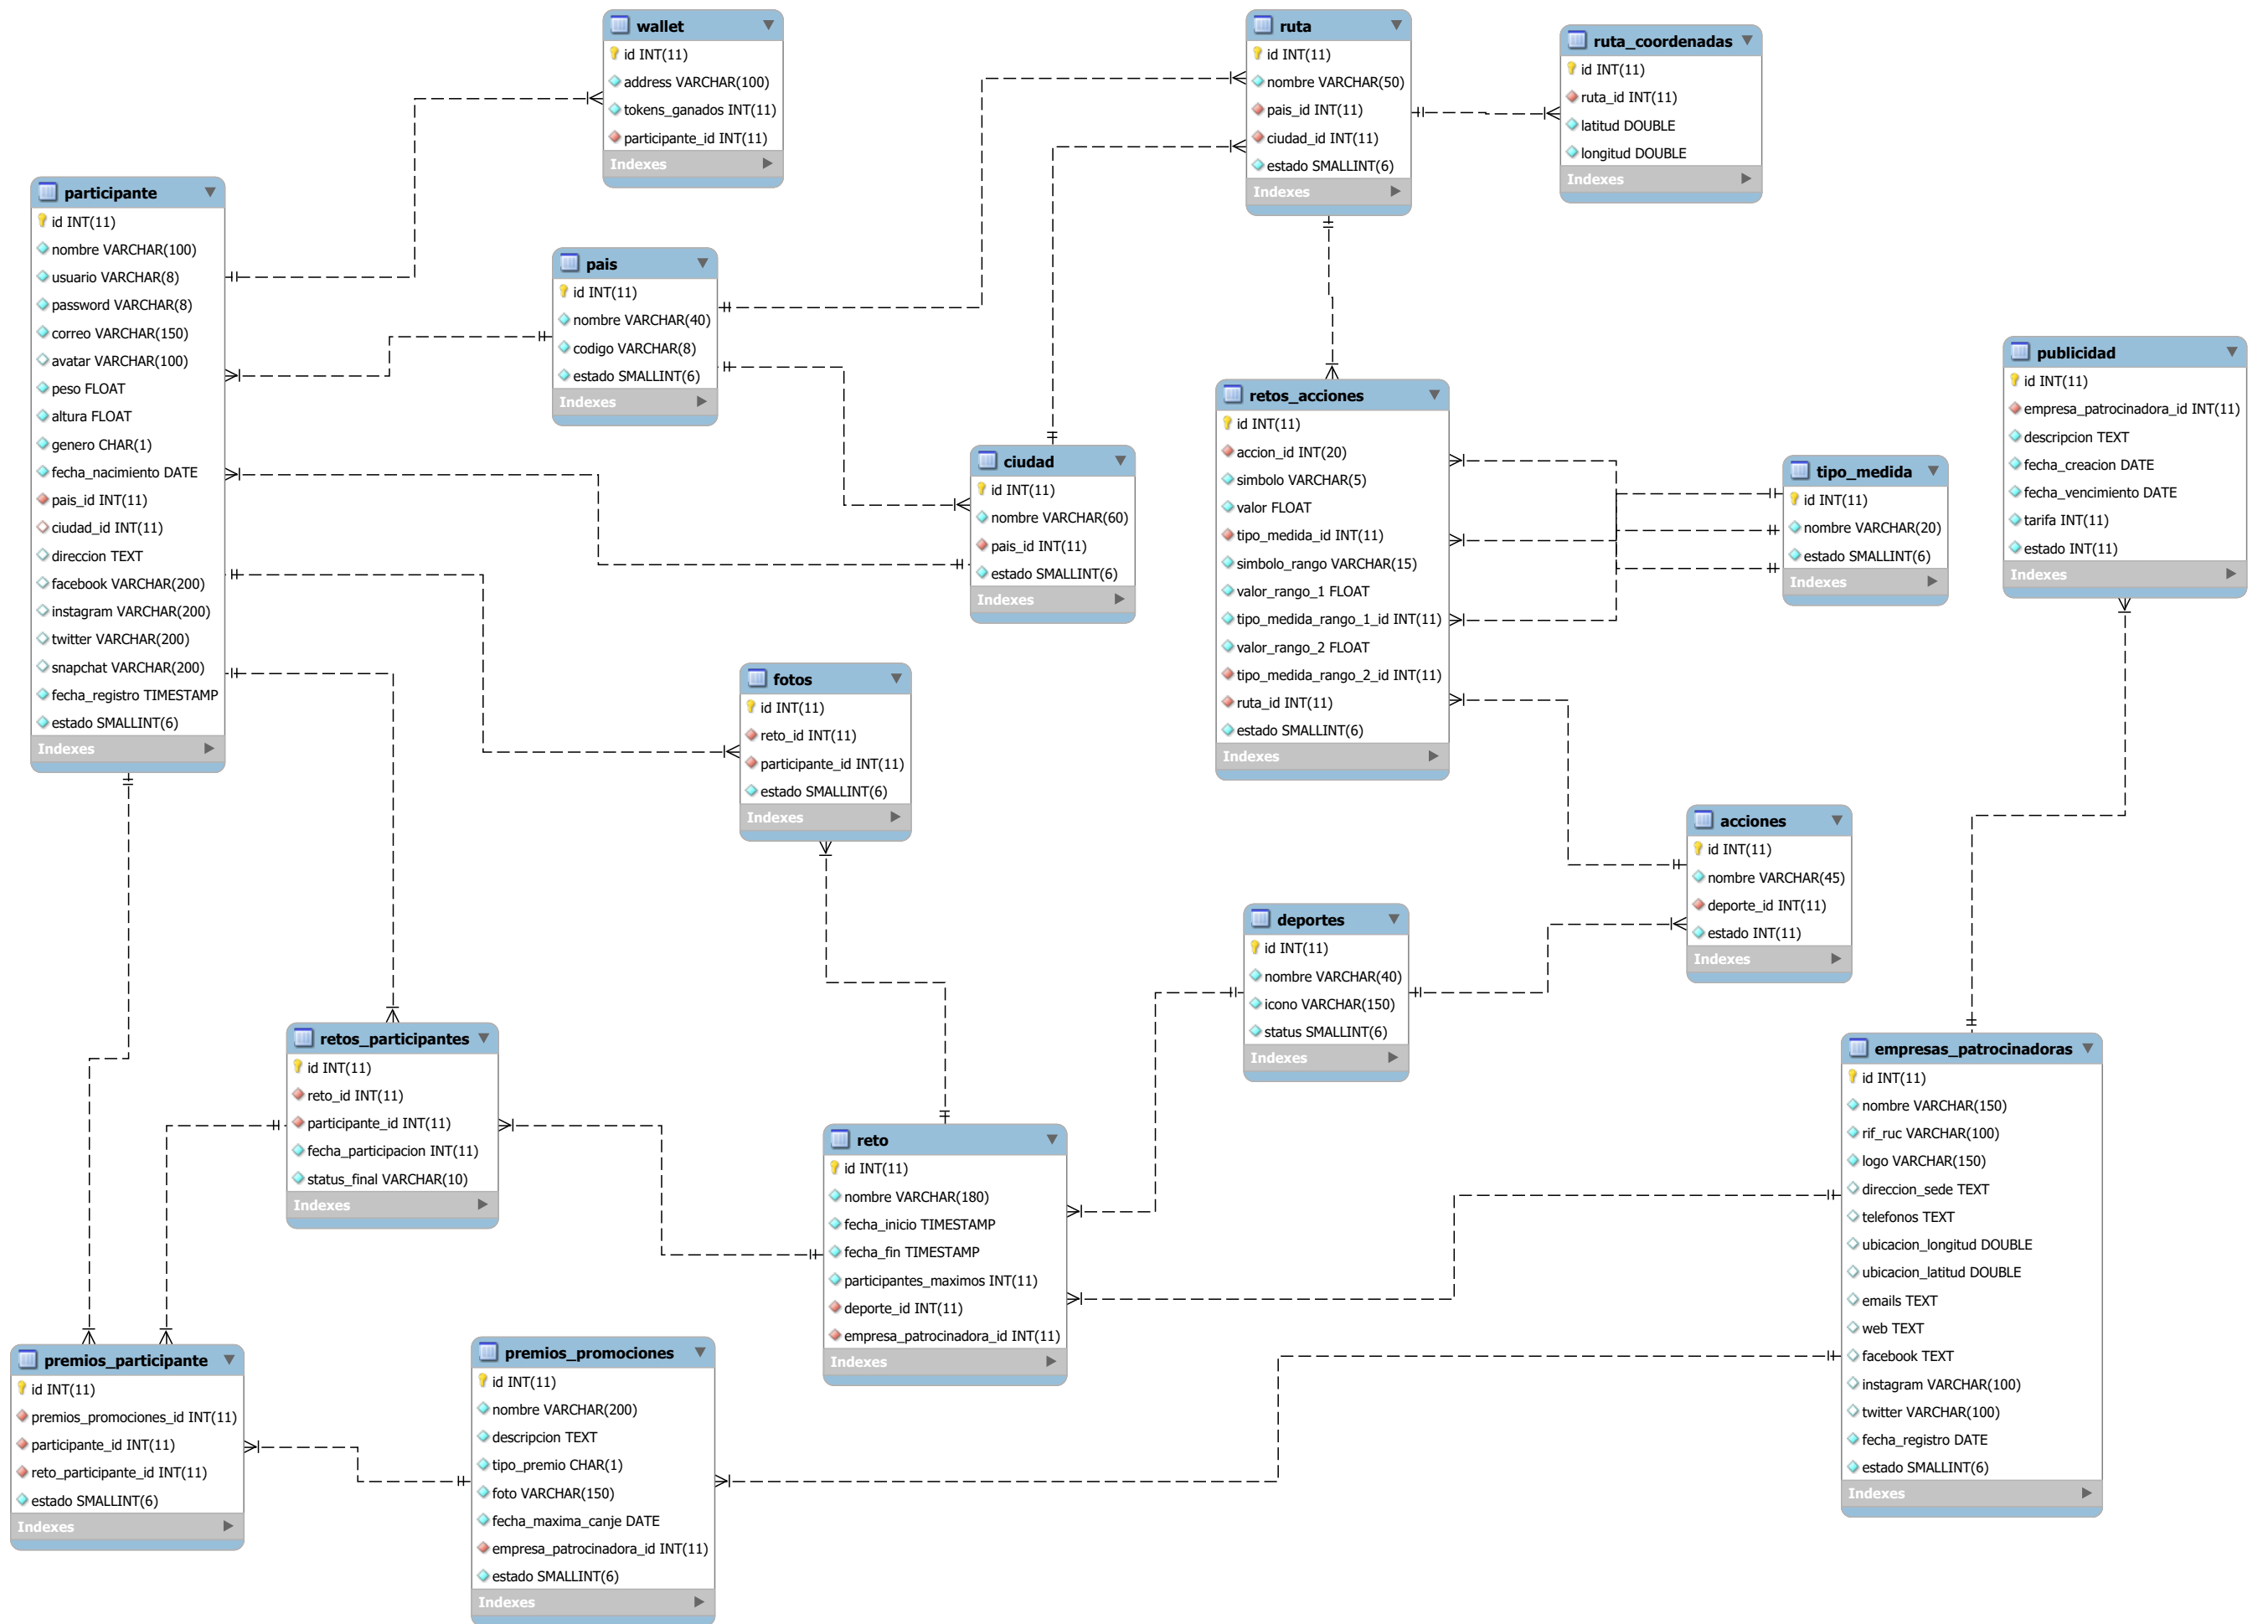 wallet
id INT(11)
address VARCHAR(100)
tokens_ganados INT(11)
participante_id INT(11)
Indexes
ruta
id INT(11)
nombre VARCHAR(50)
pais_id INT(11)
ciudad_id INT(11)
estado SMALLINT(6)
Indexes
ruta_coordenadas
id INT(11)
ruta_id INT(11)
latitud DOUBLE
longitud DOUBLE
Indexes
participante
id INT(11)
nombre VARCHAR(100)
usuario VARCHAR(8)
password VARCHAR(8)
correo VARCHAR(150)
avatar VARCHAR(100)
peso FLOAT
altura FLOAT
genero CHAR(1)
fecha_nacimiento DATE
pais_id INT(11)
ciudad_id INT(11)
direccion TEXT
facebook VARCHAR(200)
instagram VARCHAR(200)
twitter VARCHAR(200)
snapchat VARCHAR(200)
fecha_registro TIMESTAMP
estado SMALLINT(6)
Indexes
pais
id INT(11)
nombre VARCHAR(40)
codigo VARCHAR(8)
estado SMALLINT(6)
Indexes
ciudad
id INT(11)
nombre VARCHAR(60)
pais_id INT(11)
estado SMALLINT(6)
Indexes
retos_acciones
id INT(11)
accion_id INT(20)
simbolo VARCHAR(5)
valor FLOAT
tipo_medida_id INT(11)
simbolo_rango VARCHAR(15)
valor_rango_1 FLOAT
tipo_medida_rango_1_id INT(11)
valor_rango_2 FLOAT
tipo_medida_rango_2_id INT(11)
ruta_id INT(11)
estado SMALLINT(6)
Indexes
tipo_medida
id INT(11)
nombre VARCHAR(20)
estado SMALLINT(6)
Indexes
publicidad
id INT(11)
empresa_patrocinadora_id INT(11)
descripcion TEXT
fecha_creacion DATE
fecha_vencimiento DATE
tarifa INT(11)
estado INT(11)
Indexes
fotos
id INT(11)
reto_id INT(11)
participante_id INT(11)
estado SMALLINT(6)
Indexes
acciones
id INT(11)
nombre VARCHAR(45)
deporte_id INT(11)
estado INT(11)
Indexes
deportes
id INT(11)
nombre VARCHAR(40)
icono VARCHAR(150)
status SMALLINT(6)
Indexes
retos_participantes
id INT(11)
reto_id INT(11)
participante_id INT(11)
fecha_participacion INT(11)
status_final VARCHAR(10)
Indexes
reto
id INT(11)
nombre VARCHAR(180)
fecha_inicio TIMESTAMP
fecha_fin TIMESTAMP
participantes_maximos INT(11)
deporte_id INT(11)
empresa_patrocinadora_id INT(11)
Indexes
empresas_patrocinadoras
id INT(11)
nombre VARCHAR(150)
rif_ruc VARCHAR(100)
logo VARCHAR(150)
direccion_sede TEXT
telefonos TEXT
ubicacion_longitud DOUBLE
ubicacion_latitud DOUBLE
emails TEXT
web TEXT
facebook TEXT
instagram VARCHAR(100)
twitter VARCHAR(100)
fecha_registro DATE
estado SMALLINT(6)
Indexes
premios_participante
id INT(11)
premios_promociones_id INT(11)
participante_id INT(11)
reto_participante_id INT(11)
estado SMALLINT(6)
Indexes
premios_promociones
id INT(11)
nombre VARCHAR(200)
descripcion TEXT
tipo_premio CHAR(1)
foto VARCHAR(150)
fecha_maxima_canje DATE
empresa_patrocinadora_id INT(11)
estado SMALLINT(6)
Indexes